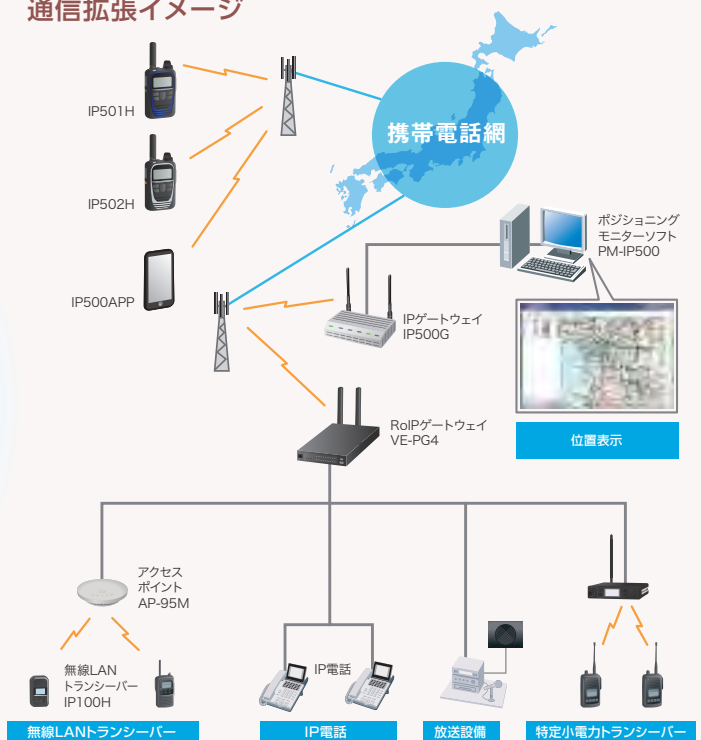 通信拡張イメージ
IP501H
IP502H
IP500APP
携帯電話網
ポジショニング
モニターソフト
PM-IP500
IPゲートウェイ
IP500G
位置表示
RoIPゲートウェイ
VE-PG4
アクセス
ポイント
AP-95M
無線LAN
トランシーバー
IP100H
IP電話
無線LANトランシーバー
IP電話
放送設備
特定小電力トランシーバー